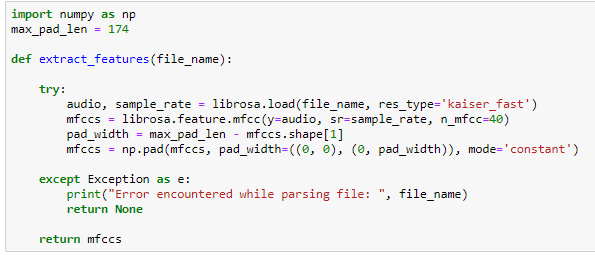 import numpy as np
max_pad_len = 174
def extract_features(file_name):
try:
audio, sample_rate = librosa.load(file_name, res_type='kaiser_fast')
mfccs = librosa.feature.mfcc(y=audio, sr=sample_rate, n_mfcc=40)
pad_width = max_pad_len - mfccs.shape[1]
mfccs = np.pad(mfccs, pad_width=((0, 0), (0, pad_width)), mode='constant')
except Exception as e:
print("Error encountered while parsing file: ", file_name)
return None
return mfccs